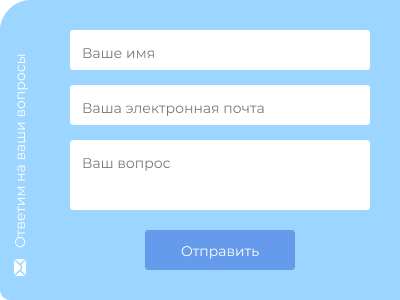 Ответим на ваши вопросы
Ваше имя
Ваша электронная почта
Ваш вопрос
Отправить